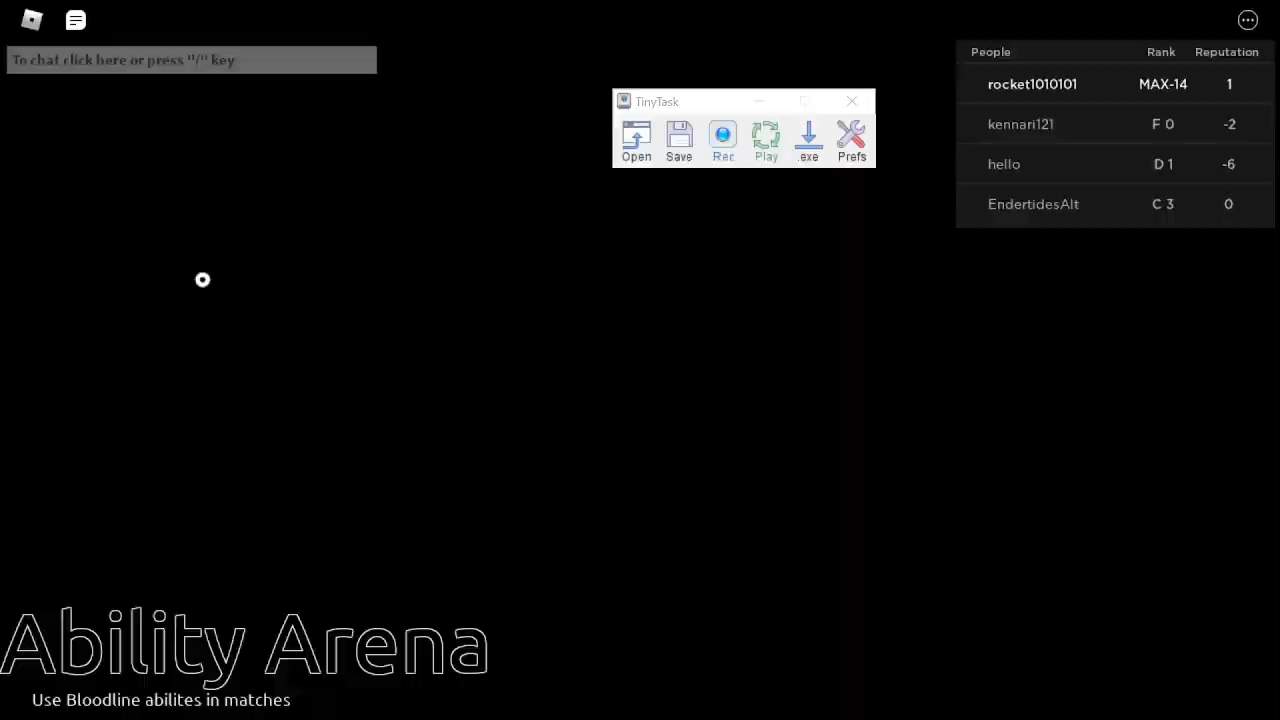 To chat click here or press "/" key
TinyTask
Open Save Rec Play .exe Prefs
People Rank Reputation
rocket1010101 MAX-14 1
kennari121 F 0 -2
hello D 1 -6
EndertidesAlt C 3 0
Ability Arena
Use Bloodline abilites in matches